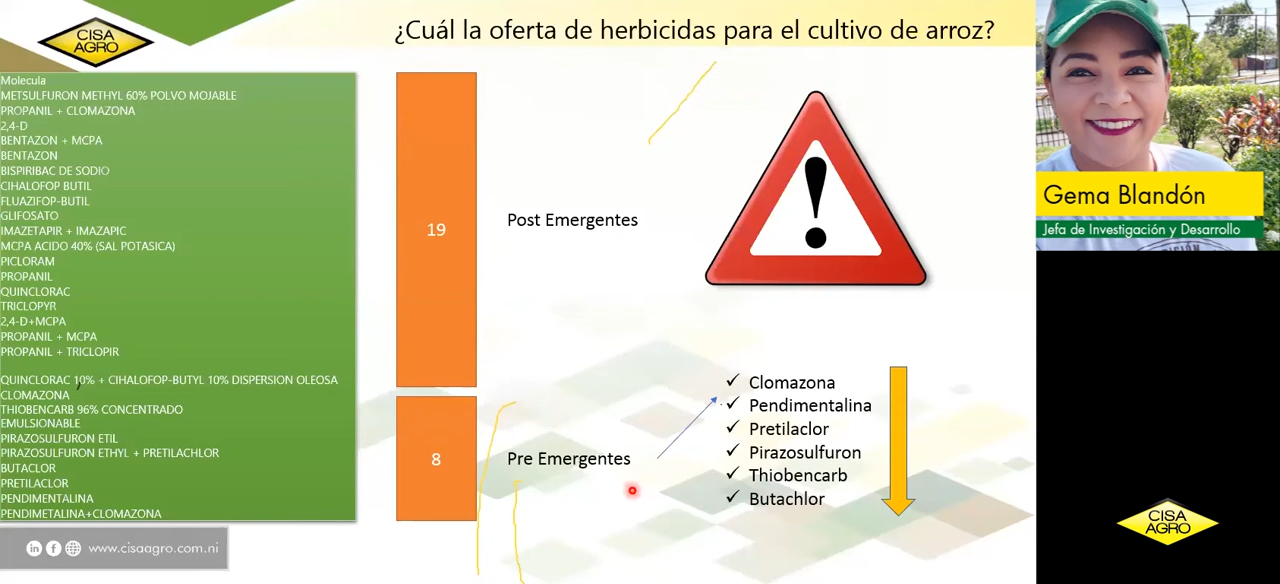 CISA
AGRO
¿Cuál la oferta de herbicidas para el cultivo de arroz?
Molecula
METSULFURON METHYL 60% POLVO MOJABLE
PROPANIL + CLOMAZONA
2,4-D
BENTAZON + MCPA
BENTAZON
BISPIRIBAC DE SODIO
CIHALOFOP BUTIL
FLUAZIFOP-BUTIL
GLIFOSATO
IMAZETAPIR + IMAZAPIC
MCPA ACIDO 40% (SAL POTASICA)
PICLORAM
PROPANIL
QUINCLORAC
TRICLOPYR
2,4-D+MCPA
PROPANIL + MCPA
PROPANIL + TRICLOPIR
QUINCLORAC 10% + CIHALOFOP-BUTYL 10% DISPERSION OLEOSA
CLOMAZONA
THIOBENCARB 96% CONCENTRADO
EMULSIONABLE
PIRAZOSULFURON ETIL
PIRAZOSULFURON ETHYL + PRETILACHLOR
BUTACLOR
PRETILACLOR
PENDIMENTALINA
PENDIMETALINA+CLOMAZONA
19
Post Emergentes
8
Pre Emergentes
✓ Clomazona
✓ Pendimentalina
✓ Pretilaclor
✓ Pirazosulfuron
✓ Thiobencarb
✓ Butachlor
www.cisaagro.com.ni
Gema Blandón
Jefa de Investigación y Desarrollo
CISA
AGRO